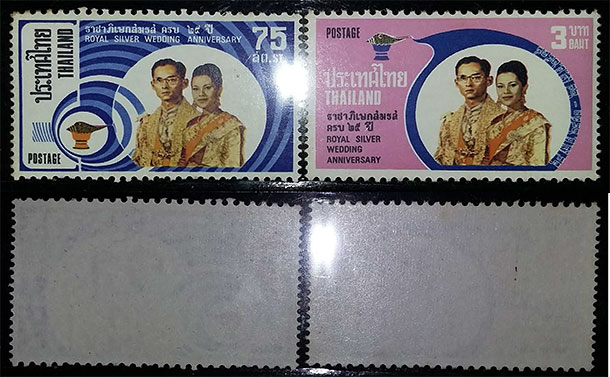 ประเทศไทย
THAILAND
ราชาภิเษกสมรส ครบ ๒๕ ปี
ROYAL SILVER WEDDING ANNIVERSARY
75
ส.ต. ST.
POSTAGE
POSTAGE
3 บาท
BAHT
ประเทศไทย
THAILAND
ราชาภิเษกสมรส
ครบ ๒๕ ปี
ROYAL SILVER
WEDDING
ANNIVERSARY